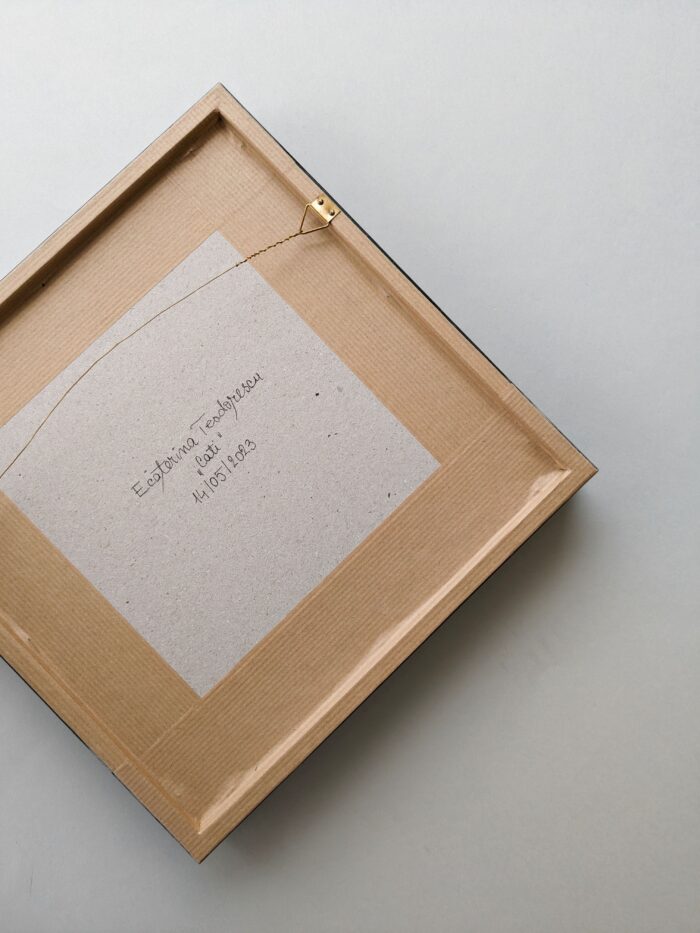 Ecaterina Teodorescu
"Cati"
14/05/2023